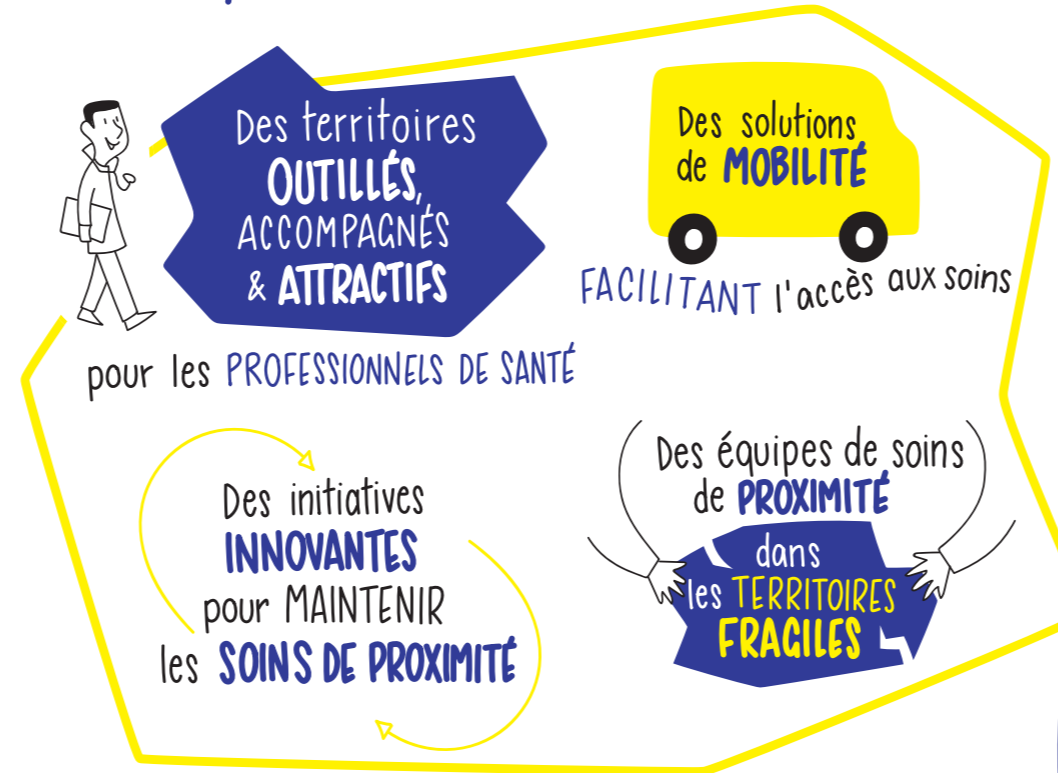 Des territoires
OUTILLÉS,
ACCOMPAGNÉS
& ATTRACTIFS
pour les PROFESSIONNELS DE SANTÉ
Des solutions
de MOBILITÉ
FACILITANT l'accès aux soins
Des initiatives
INNOVANTES
pour MAINTENIR
les SOINS DE PROXIMITÉ
Des équipes de soins
de PROXIMITÉ
dans
les TERRITOIRES
FRAGILES